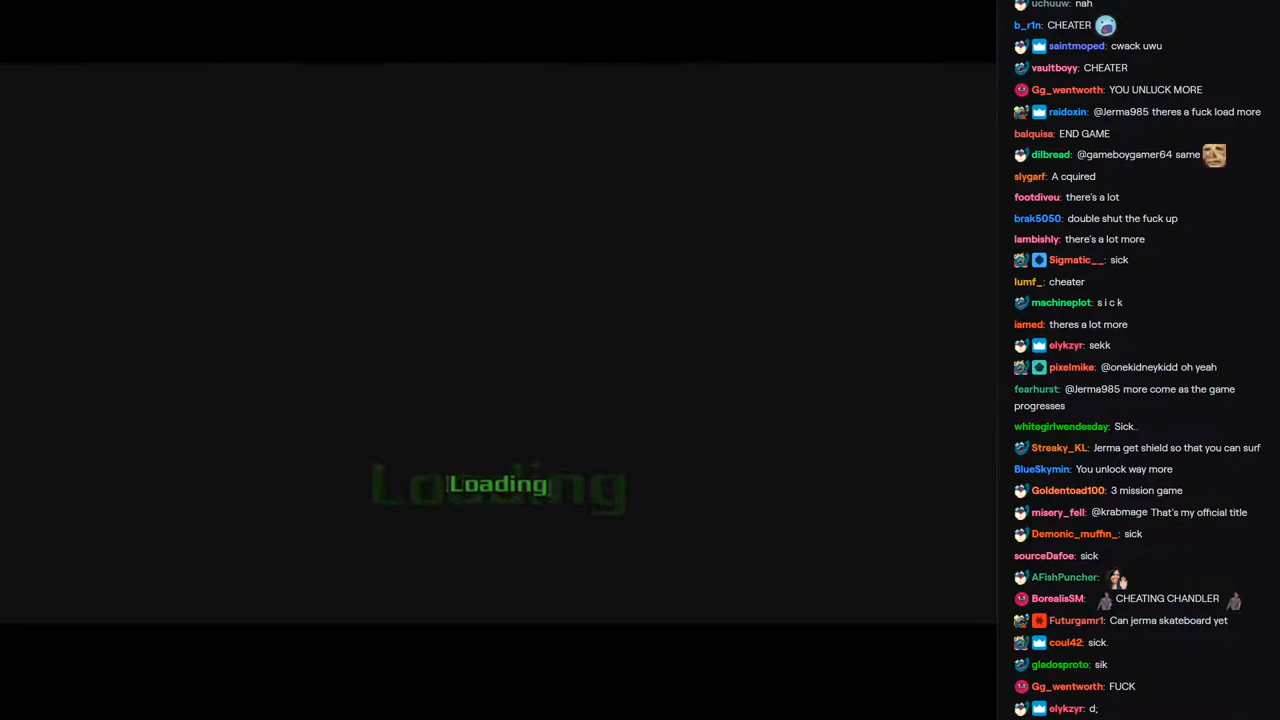 Loading
uchuuw: nah
b_r1n: CHEATER
saintmoped: cwack uwu
vaultboyy: CHEATER
Gg_wentworth: YOU UNLUCK MORE
raidoxin: @Jerma985 theres a fuck load more
balquisa: END GAME
dilbread: @gameboygamer64 same
slygarf: A cquired
footdiveu: there's a lot
brak5050: double shut the fuck up
lambishly: there's a lot more
Sigmatic__: sick
lumf_: cheater
machineplot: s i c k
iamed: theres a lot more
elykzyr: sekk
pixelmike: @onekidneykidd oh yeah
fearhurst: @Jerma985 more come as the game
progresses
whitegirlwendesday: Sick..
Streaky_KL: Jerma get shield so that you can surf
BlueSkymin: You unlock way more
Goldentoad100: 3 mission game
misery_fell: @krabmage That's my official title
Demonic_muffin_: sick
sourceDafoe: sick
AFishPuncher:
BorealisSM: CHEATING CHANDLER
Futurgamr1: Can jerma skateboard yet
coul42: sick.
gladosproto: sik
Gg_wentworth: FUCK
elykzyr: d;